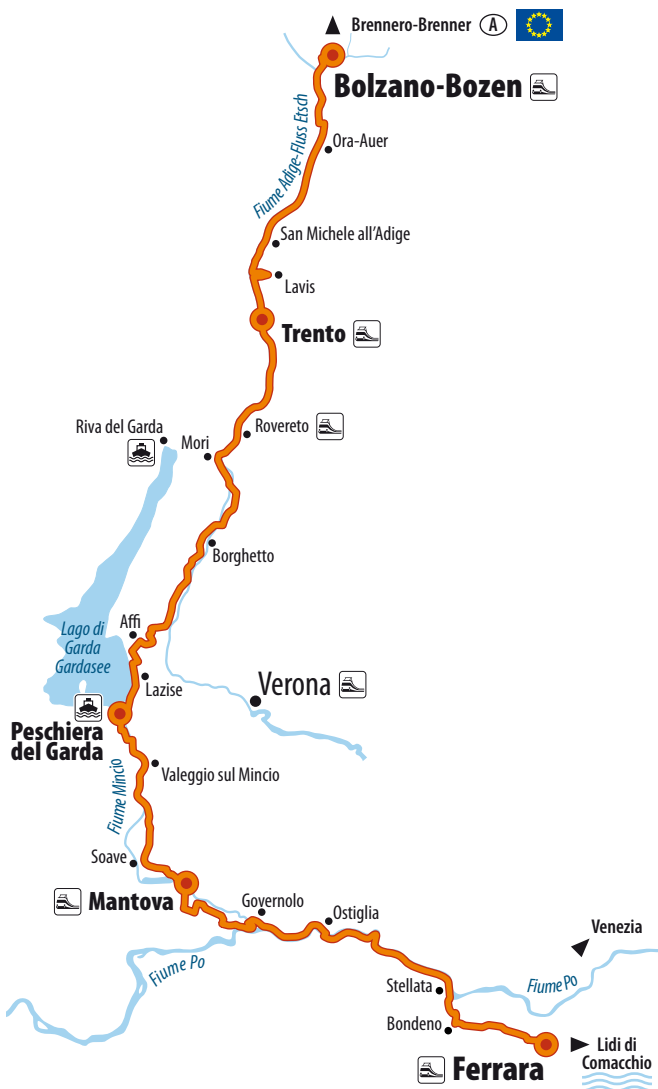 Brennero-Brenner A
Bolzano-Bozen
Fiume Adige-Fluss Etsch
Ora-Auer
San Michele all'Adige
Lavis
Trento
Riva del Garda
Mori
Rovereto
Borghetto
Affi
Lago di
Garda
Gardasee
Lazise
Verona
Peschiera
del Garda
Valeggio sul Mincio
Fiume Mincio
Soave
Mantova
Governolo
Ostiglia
Venezia
Fiume Po
Stellata
Fiume Po
Bondeno
Ferrara
Lidi di
Comacchio